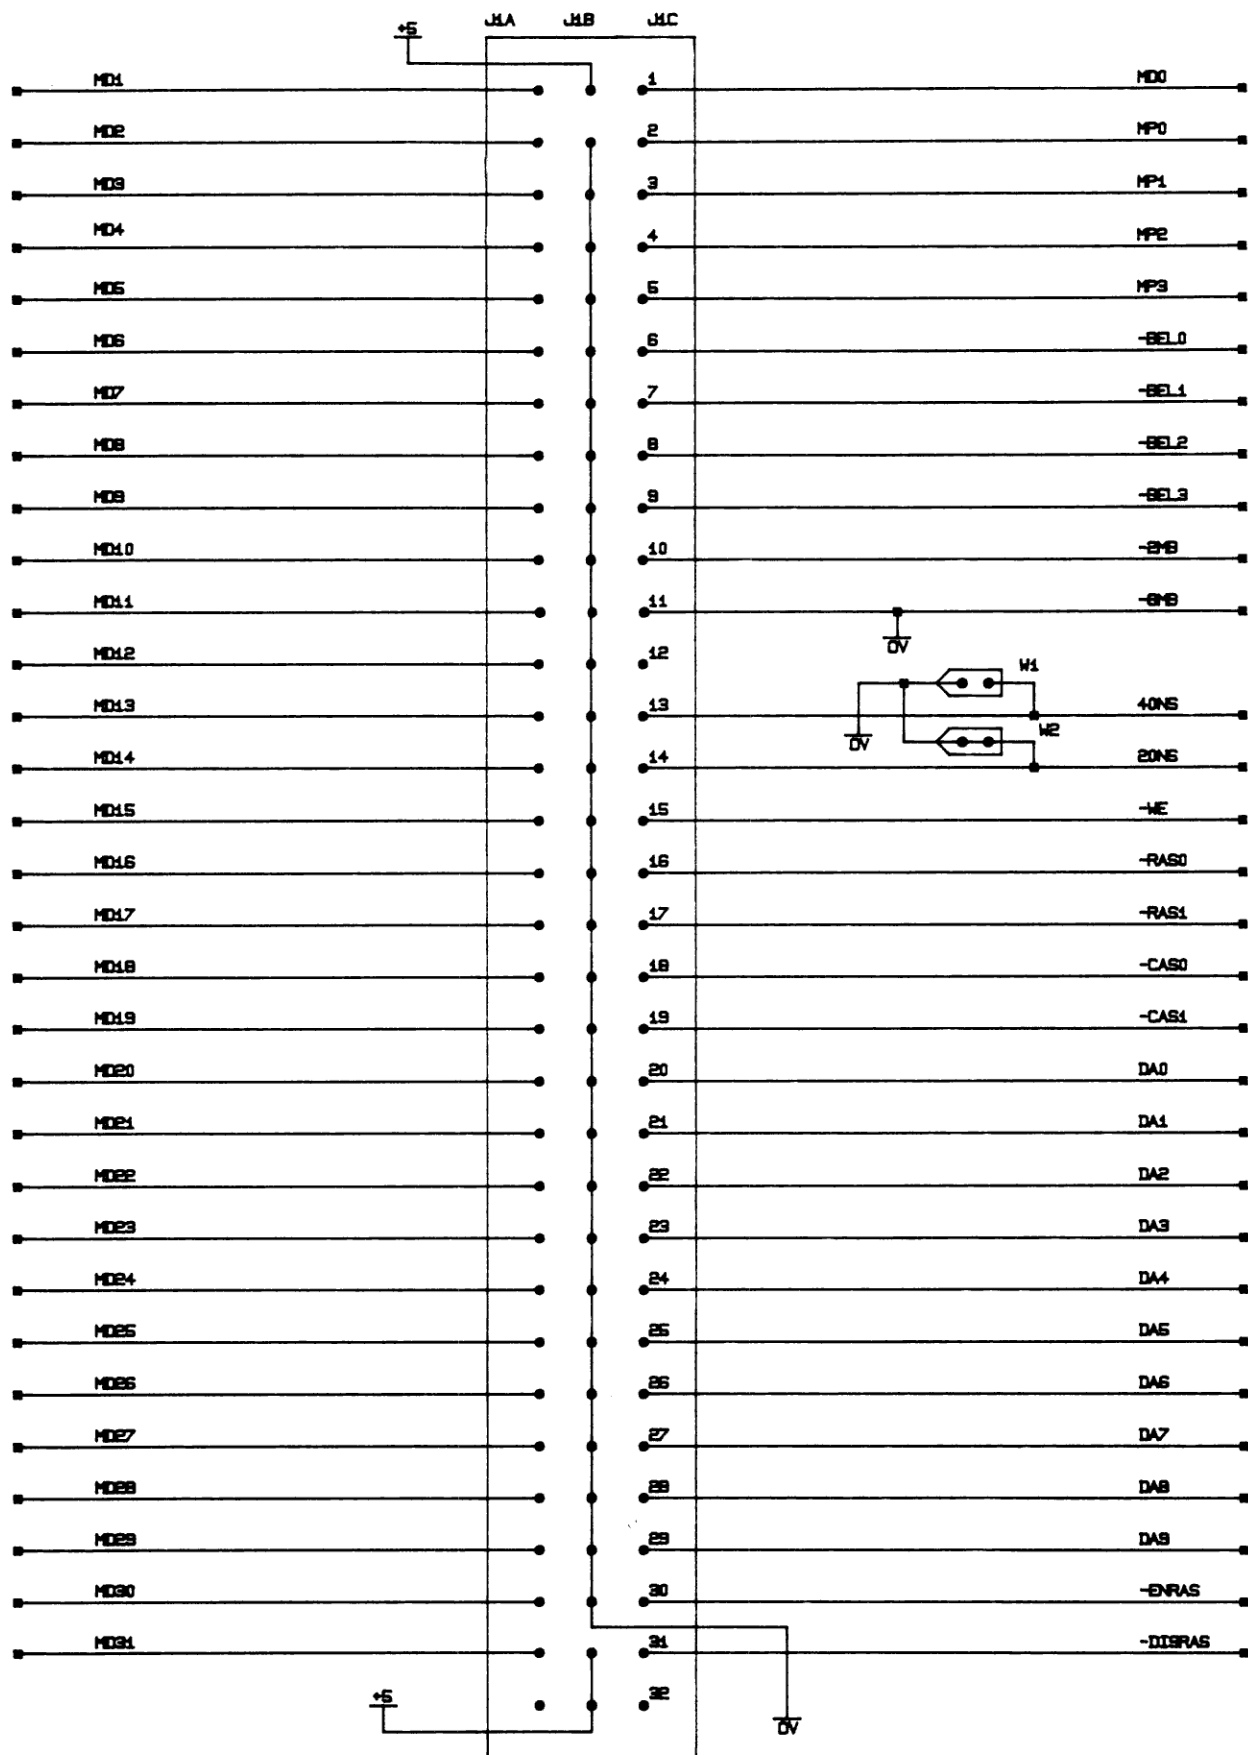 +5 J1A J1B J1C
MD1 1 MD0
MD2 2 MP0
MD3 3 MP1
MD4 4 MP2
MD5 5 MP3
MD6 6 -BEL0
MD7 7 -BEL1
MD8 8 -BEL2
MD9 9 -BEL3
MD10 10 -2MB
MD11 11 -8MB
0V
MD12 12 W1
MD13 13 40NS
0V W2
MD14 14 20NS
MD15 15 -WE
MD16 16 -RAS0
MD17 17 -RAS1
MD18 18 -CAS0
MD19 19 -CAS1
MD20 20 DA0
MD21 21 DA1
MD22 22 DA2
MD23 23 DA3
MD24 24 DA4
MD25 25 DA5
MD26 26 DA6
MD27 27 DA7
MD28 28 DA8
MD29 29 DA9
MD30 30 -ENRAS
MD31 31 -DISRAS
+5 32
0V